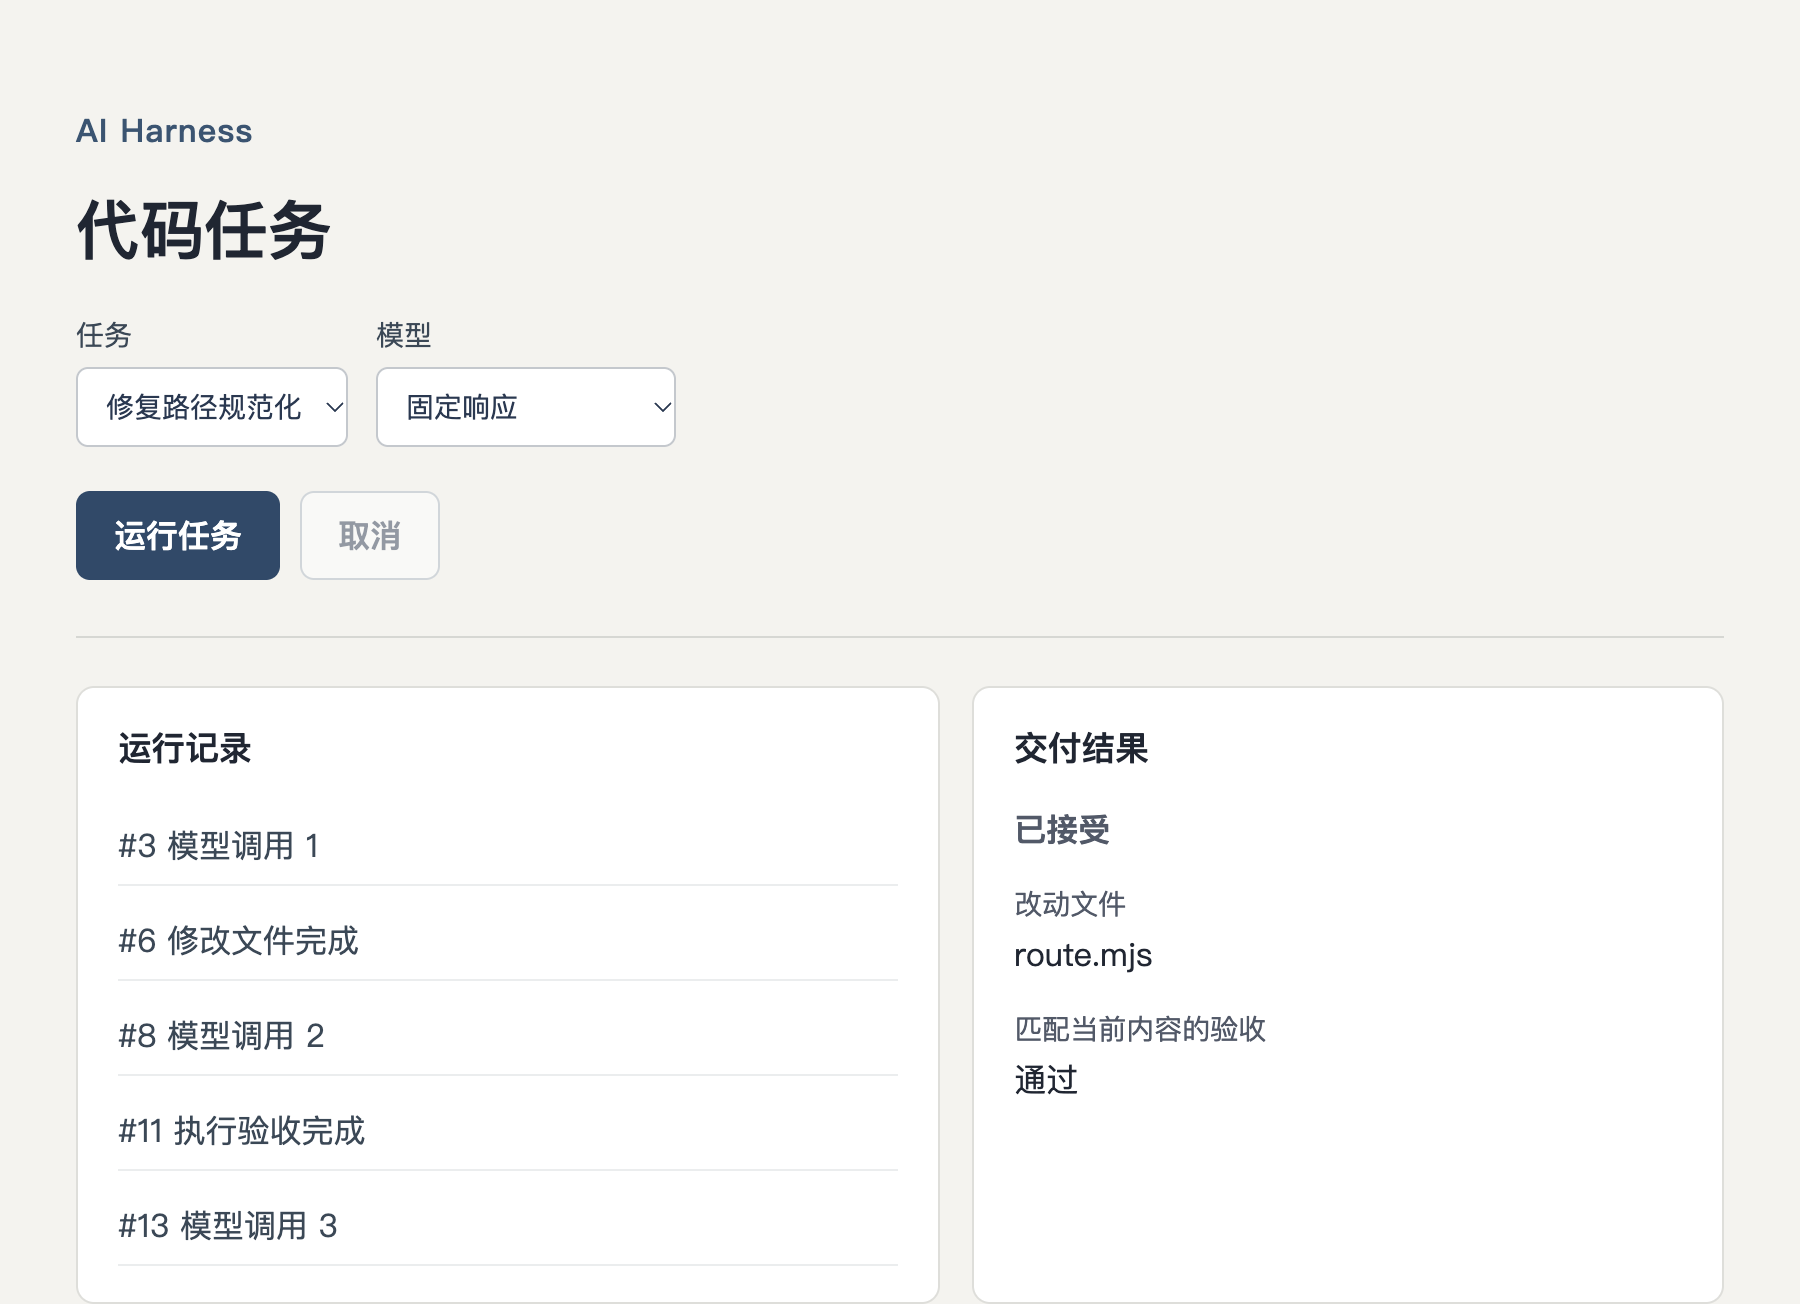 AI Harness
代码任务
任务
模型
修复路径规范化
固定响应
运行任务
取消
运行记录
#3 模型调用 1
#6 修改文件完成
#8 模型调用 2
#11 执行验收完成
#13 模型调用 3
交付结果
已接受
改动文件
route.mjs
匹配当前内容的验收
通过